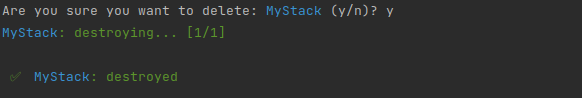 Are you sure you want to delete: MyStack (y/n)? y
MyStack: destroying... [1/1]
✅ MyStack: destroyed